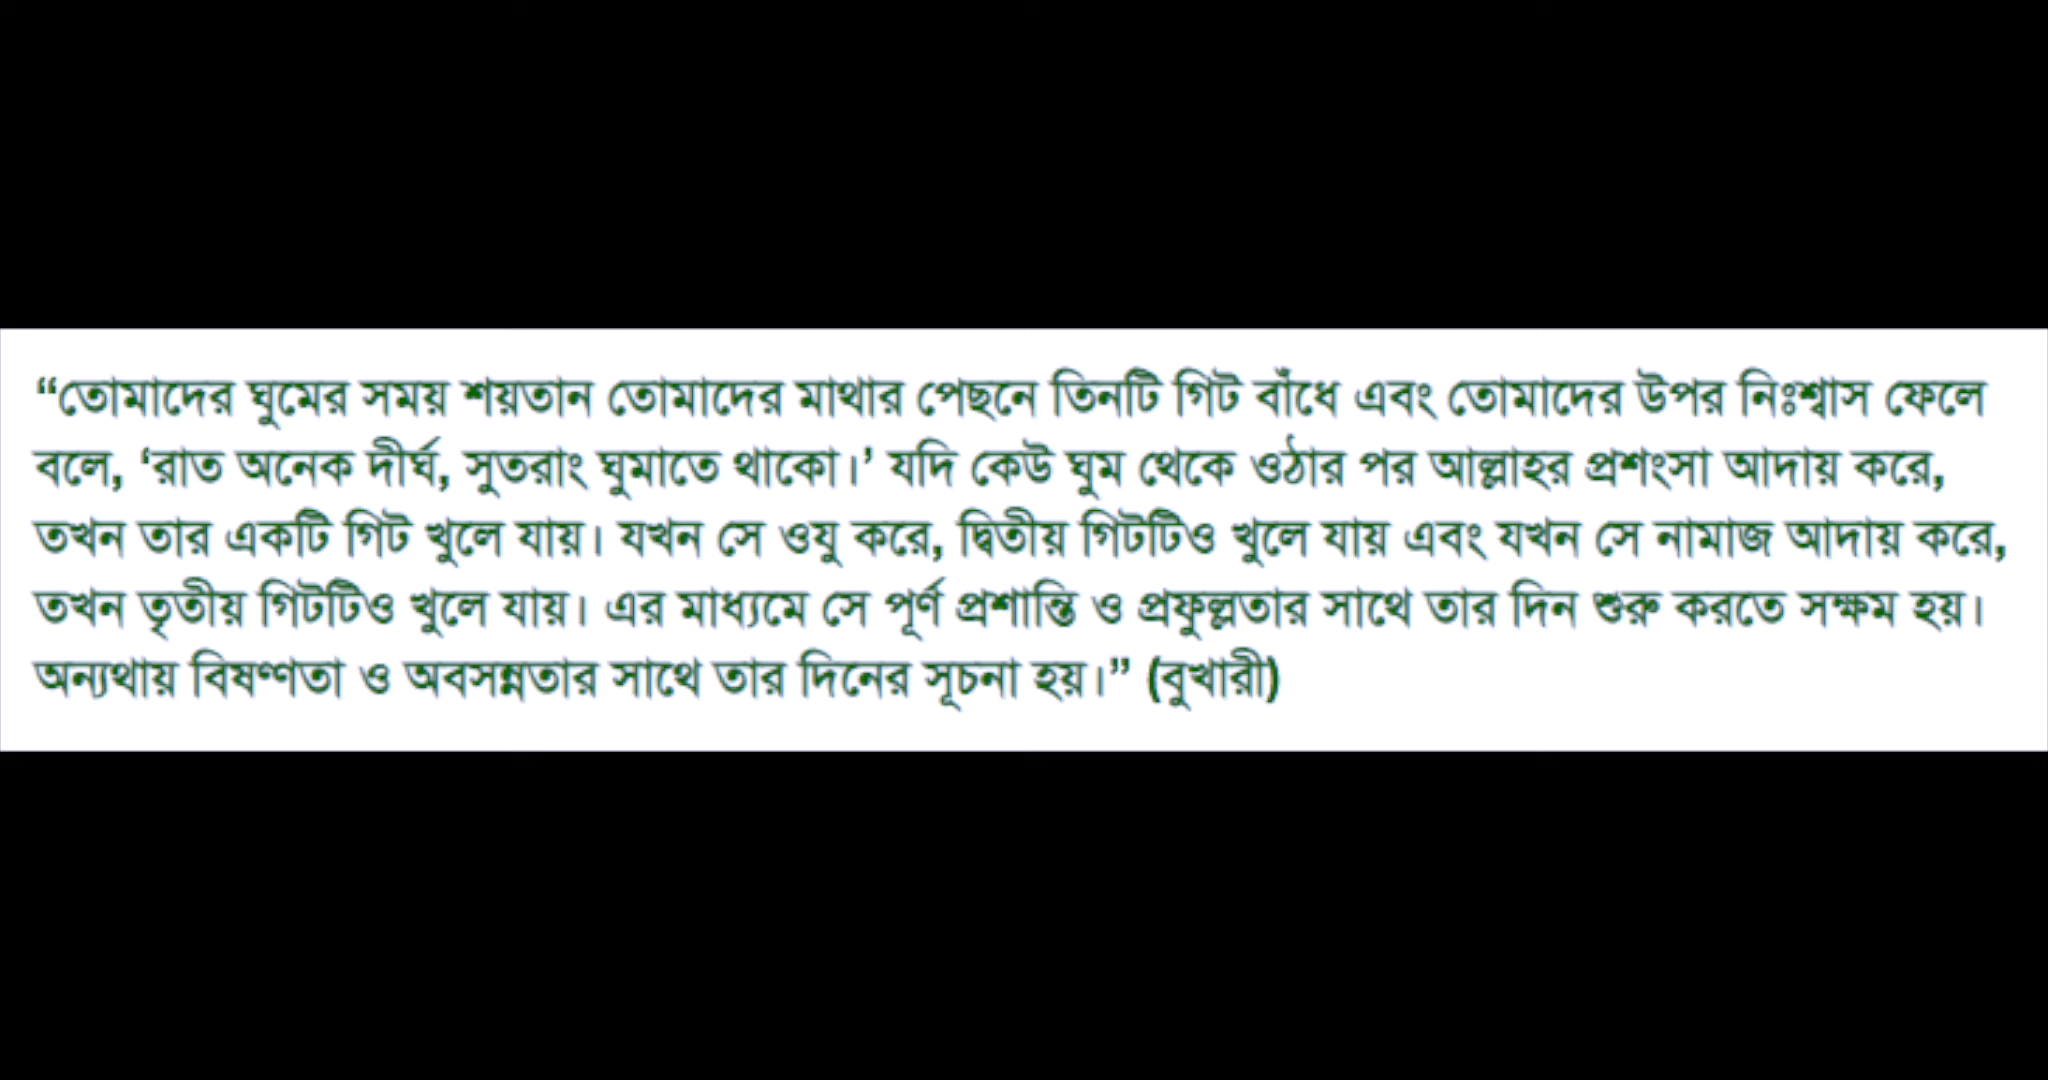 “তোমাদের ঘুমের সময় শয়তান তোমাদের মাথার পেছনে তিনটি গিট বাঁধে এবং তোমাদের উপর নিঃশ্বাস ফেলে
বলে, ‘রাত অনেক দীর্ঘ, সুতরাং ঘুমাতে থাকো।’ যদি কেউ ঘুম থেকে ওঠার পর আল্লাহর প্রশংসা আদায় করে,
তখন তার একটি গিট খুলে যায়। যখন সে ওযু করে, দ্বিতীয় গিটটিও খুলে যায় এবং যখন সে নামাজ আদায় করে,
তখন তৃতীয় গিটটিও খুলে যায়। এর মাধ্যমে সে পূর্ণ প্রশান্তি ও প্রফুল্লতার সাথে তার দিন শুরু করতে সক্ষম হয়।
অন্যথায় বিষণ্ণতা ও অবসন্নতার সাথে তার দিনের সূচনা হয়।” (বুখারী)